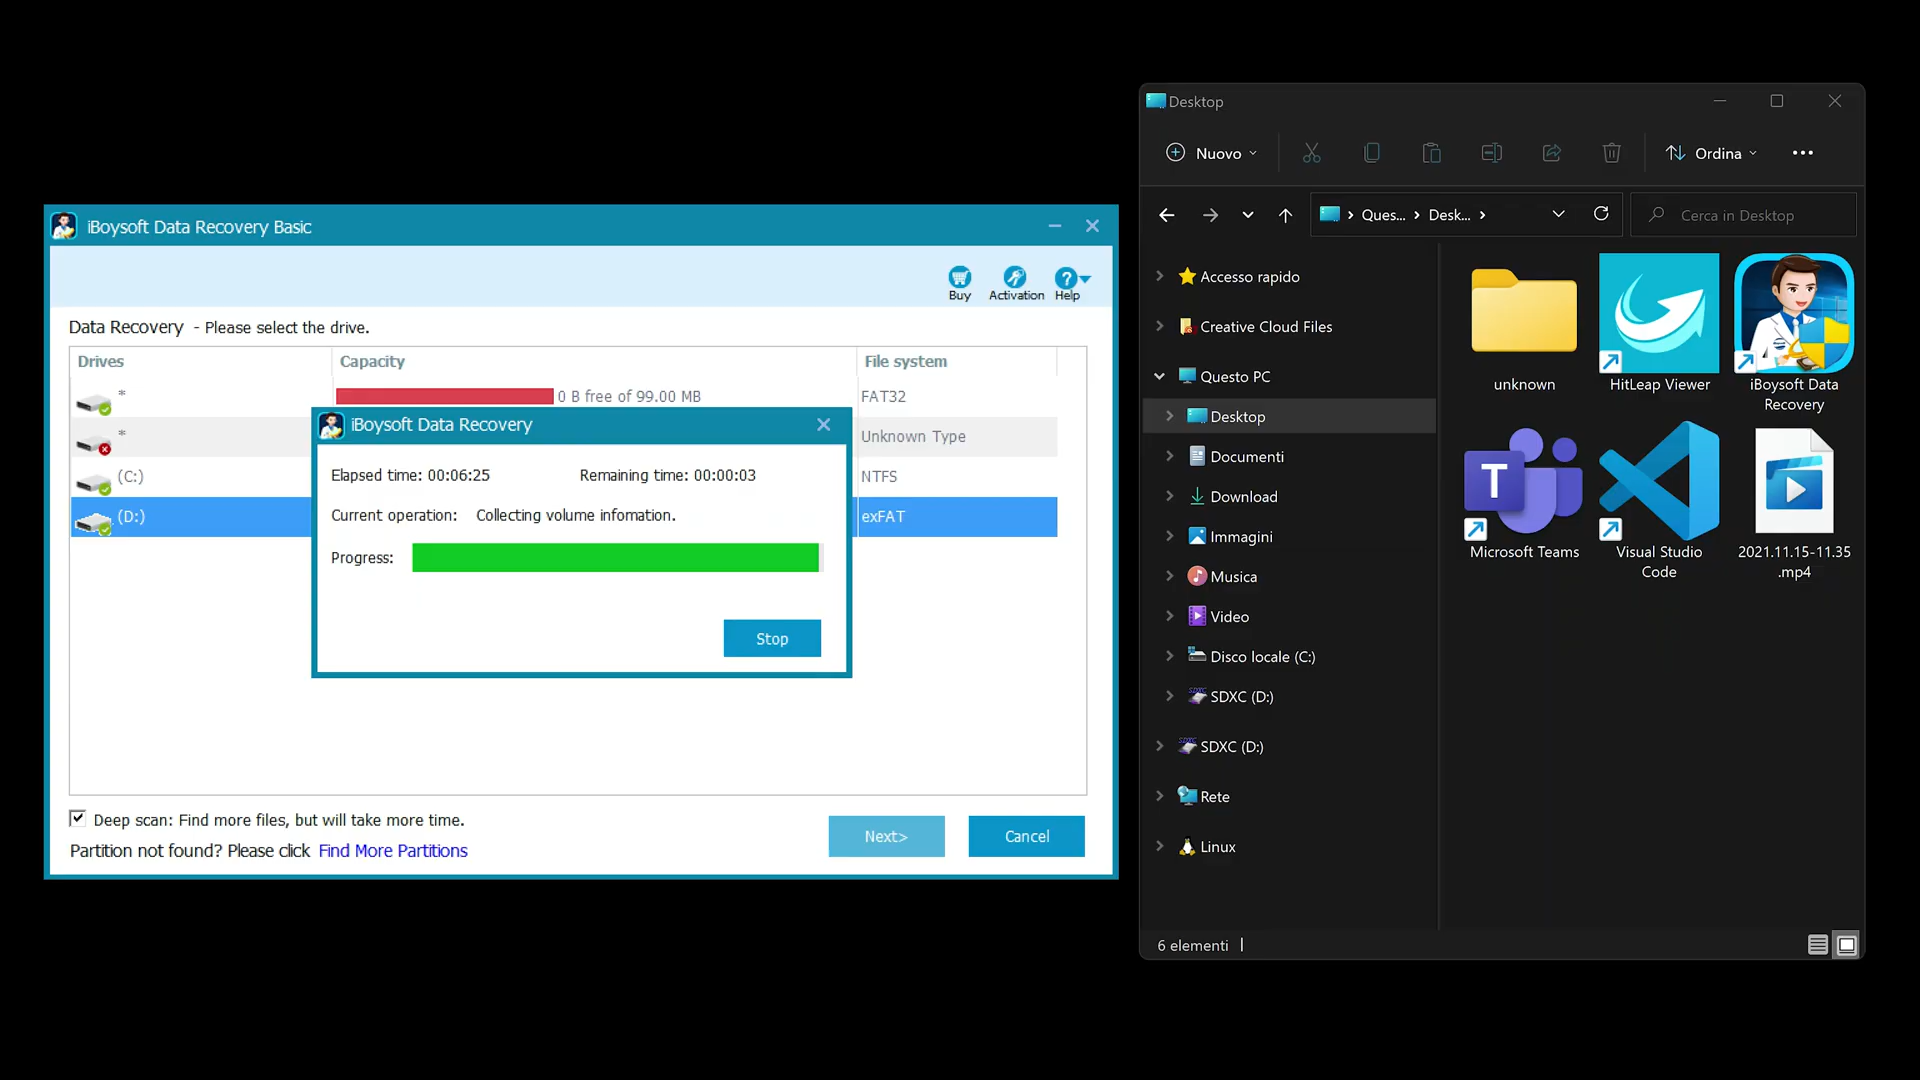 iBoysoft Data Recovery Basic
Buy
Activation
Help
Data Recovery - Please select the drive.
Drives
Capacity
File system
*
0 B free of 99.00 MB
FAT32
*
Unknown Type
(C:)
NTFS
(D:)
exFAT
iBoysoft Data Recovery
Elapsed time: 00:06:25
Remaining time: 00:00:03
Current operation: Collecting volume infomation.
Progress:
Stop
Deep scan: Find more files, but will take more time.
Partition not found? Please click Find More Partitions
Next>
Cancel
Desktop
Nuovo
Ordina
Ques...
Desk...
Cerca in Desktop
Accesso rapido
Creative Cloud Files
Questo PC
Desktop
Documenti
Download
Immagini
Musica
Video
Disco locale (C:)
SDXC (D:)
SDXC (D:)
Rete
Linux
unknown
HitLeap Viewer
iBoysoft Data
Recovery
T
Microsoft Teams
Visual Studio
Code
2021.11.15-11.35
.mp4
6 elementi